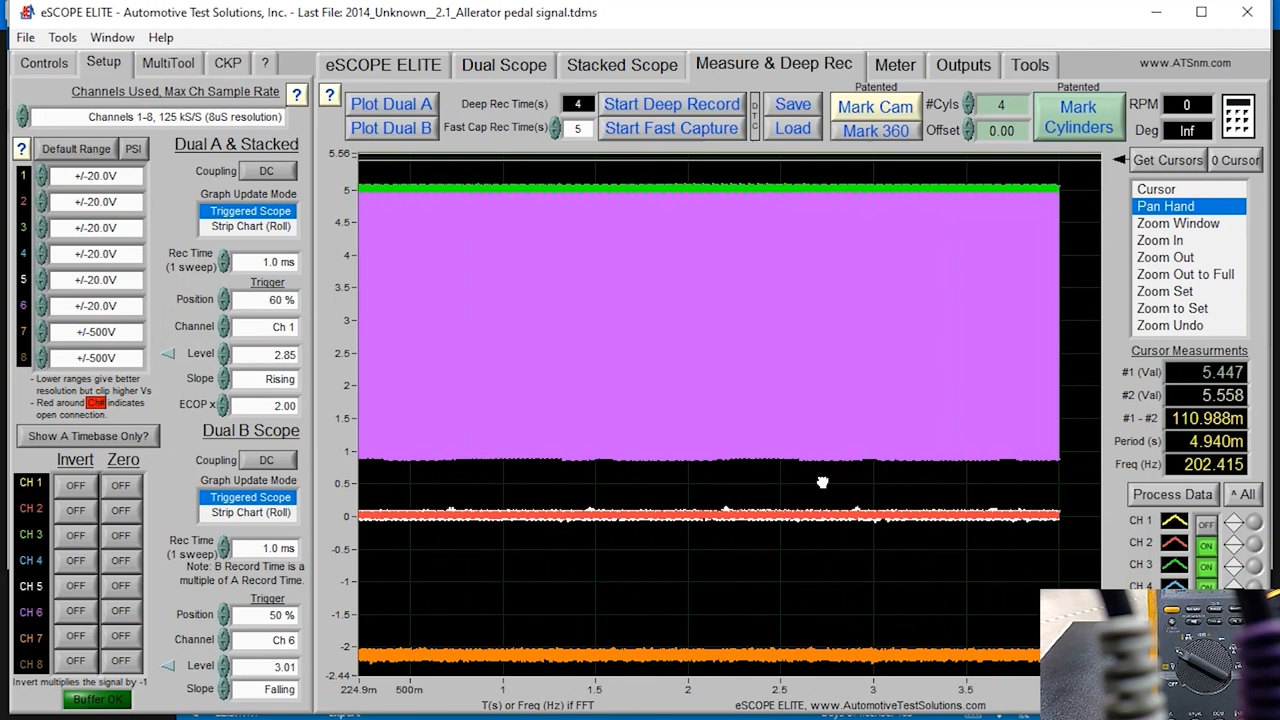 eSCOPE ELITE - Automotive Test Solutions, Inc. - Last File: 2014_Unknown__2.1_Allerator pedal signal.tdms
File Tools Window Help
Controls Setup MultiTool CKP ?
eSCOPE ELITE Dual Scope Stacked Scope Measure & Deep Rec Meter Outputs Tools www.ATSnm.com
Channels Used, Max Ch Sample Rate ?
Channels 1-8, 125 kS/S (8uS resolution)
? Default Range PSI
1 +/-20.0V
2 +/-20.0V
3 +/-20.0V
4 +/-20.0V
5 +/-20.0V
6 +/-20.0V
7 +/-500V
8 +/-500V
- Lower ranges give better
resolution but clip higher Vs
- Red around Ch# indicates
open connection.
Show A Timebase Only?
Invert Zero
CH 1 OFF OFF
CH 2 OFF OFF
CH 3 OFF OFF
CH 4 OFF OFF
CH 5 OFF OFF
CH 6 OFF OFF
CH 7 OFF OFF
CH 8 OFF OFF
Invert multiplies the signal by -1
Buffer OK
Dual A & Stacked
Coupling DC
Graph Update Mode
Triggered Scope
Strip Chart (Roll)
Rec Time
(1 sweep) 1.0 ms
Trigger
Position 60 %
Channel Ch 1
Level 2.85
Slope Rising
ECOP x 2.00
Dual B Scope
Coupling DC
Graph Update Mode
Triggered Scope
Strip Chart (Roll)
Rec Time
(1 sweep) 1.0 ms
Note: B Record Time is a
multiple of A Record Time.
Trigger
Position 50 %
Channel Ch 6
Level 3.01
Slope Falling
? Plot Dual A Deep Rec Time(s) 4 Start Deep Record DTC Save
Plot Dual B Fast Cap Rec Time(s) 5 Start Fast Capture Load
Patented
Mark Cam
Mark 360
#Cyls 4
Offset 0.00
Patented
Mark
Cylinders
RPM 0
Deg Inf
5.56
5
4.5
4
3.5
3
2.5
2
1.5
1
0.5
0
-0.5
-1
-1.5
-2
-2.44
224.9m 500m 1 1.5 2 2.5 3 3.5
T(s) or Freq (Hz) if FFT eSCOPE ELITE, www.AutomotiveTestSolutions.com
Get Cursors 0 Cursor
Cursor
Pan Hand
Zoom Window
Zoom In
Zoom Out
Zoom Out to Full
Zoom Set
Zoom to Set
Zoom Undo
Cursor Measurments
#1 (Val) 5.447
#2 (Val) 5.558
#1 - #2 110.988m
Period (s) 4.940m
Freq (Hz) 202.415
Process Data ^ All
CH 1 OFF
CH 2 ON
CH 3 ON
CH 4 ON